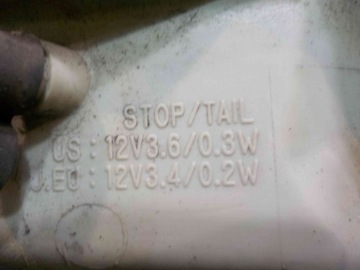 STOP/TAIL
US : 12V3.6/0.3W
J.EU : 12V3.4/0.2W